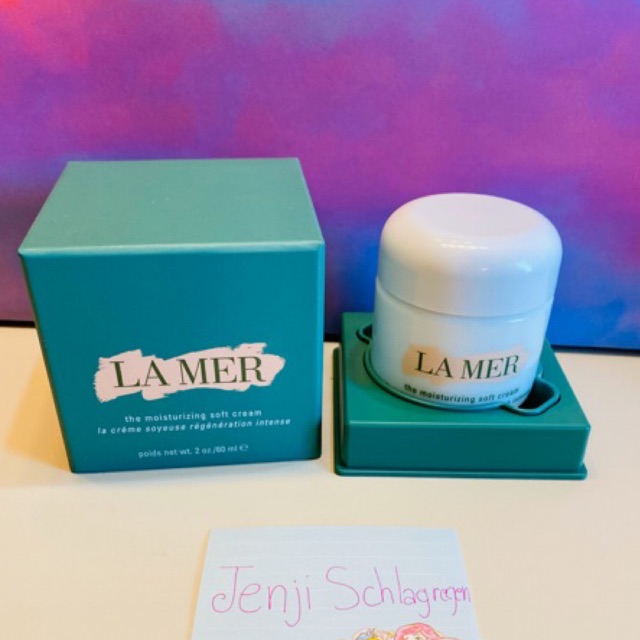 LA MER
the moisturizing soft cream
la crème soyeuse régénération intense
poids net wt. 2 oz./60 ml ℮
LA MER
the moisturizing soft cream
Jenji Schlagregen